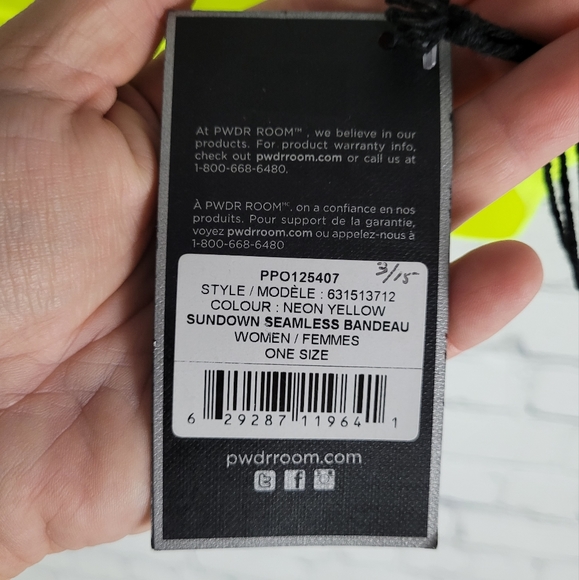 At PWDR ROOM™ , we believe in our
products. For product warranty info,
check out pwdrroom.com or call us at
1-800-668-6480.
À PWDR ROOM™ᶜ, on a confiance en nos
produits. Pour support de la garantie,
voyez pwdrroom.com ou appelez-nous à
1-800-668-6480
PPO125407 3/15
STYLE / MODÈLE : 631513712
COLOUR : NEON YELLOW
SUNDOWN SEAMLESS BANDEAU
WOMEN / FEMMES
ONE SIZE
6 29287 11964 1
pwdrroom.com